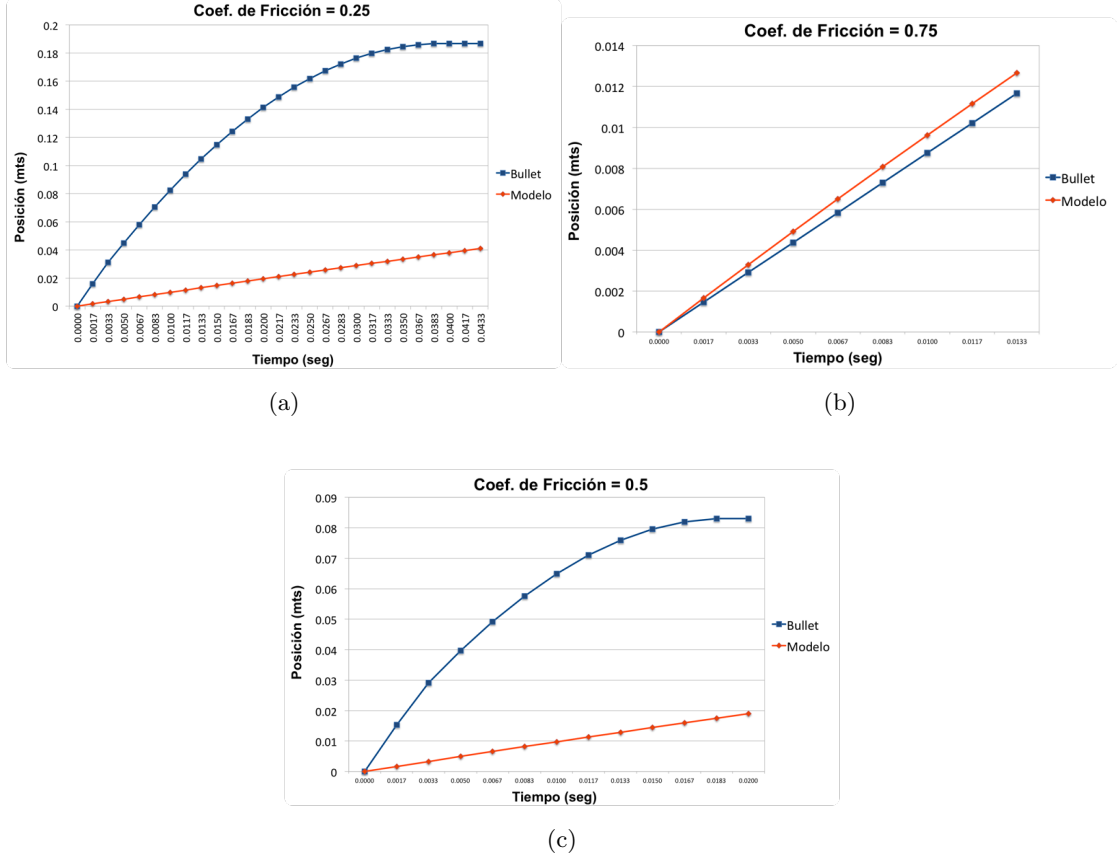 Coef. de Fricción = 0.25
0.2
0.18
0.16
0.14
0.12
0.1
0.08
0.06
0.04
0.02
0
Posición (mts)
0.0000
0.0017
0.0033
0.0050
0.0067
0.0083
0.0100
0.0117
0.0133
0.0150
0.0167
0.0183
0.0200
0.0217
0.0233
0.0250
0.0267
0.0283
0.0300
0.0317
0.0333
0.0350
0.0367
0.0383
0.0400
0.0417
0.0433
Tiempo (seg)
Bullet
Modelo
(a)
Coef. de Fricción = 0.75
0.014
0.012
0.01
0.008
0.006
0.004
0.002
0
Posición (mts)
0.0000 0.0017 0.0033 0.0050 0.0067 0.0083 0.0100 0.0117 0.0133
Tiempo (seg)
Bullet
Modelo
(b)
Coef. de Fricción = 0.5
0.09
0.08
0.07
0.06
0.05
0.04
0.03
0.02
0.01
0
Posición (mts)
0.0000 0.0017 0.0033 0.0050 0.0067 0.0083 0.0100 0.0117 0.0133 0.0150 0.0167 0.0183 0.0200
Tiempo (seg)
Bullet
Modelo
(c)